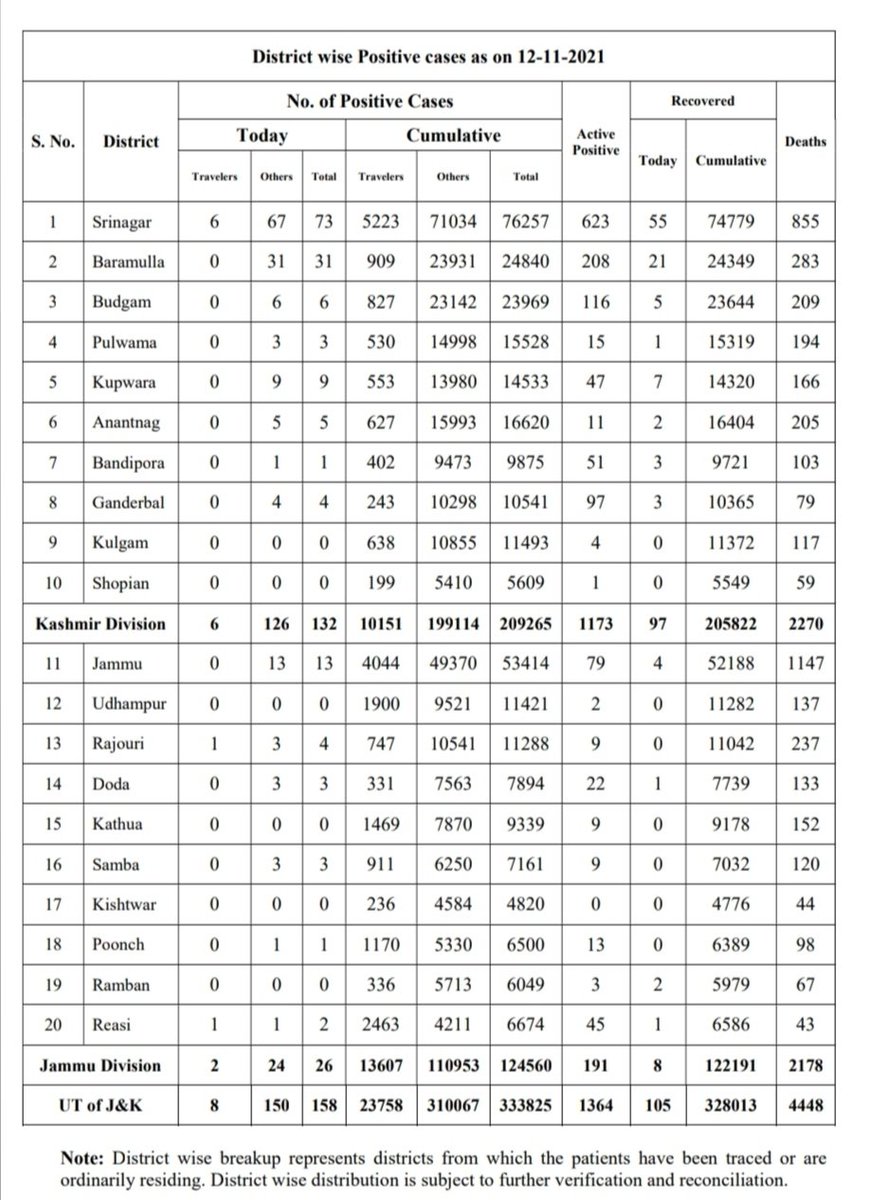 District wise Positive cases as on 12-11-2021
S. No. District No. of Positive Cases Active Positive Recovered Deaths
Today Cumulative Today Cumulative
Travelers Others Total Travelers Others Total
1 Srinagar 6 67 73 5223 71034 76257 623 55 74779 855
2 Baramulla 0 31 31 909 23931 24840 208 21 24349 283
3 Budgam 0 6 6 827 23142 23969 116 5 23644 209
4 Pulwama 0 3 3 530 14998 15528 15 1 15319 194
5 Kupwara 0 9 9 553 13980 14533 47 7 14320 166
6 Anantnag 0 5 5 627 15993 16620 11 2 16404 205
7 Bandipora 0 1 1 402 9473 9875 51 3 9721 103
8 Ganderbal 0 4 4 243 10298 10541 97 3 10365 79
9 Kulgam 0 0 0 638 10855 11493 4 0 11372 117
10 Shopian 0 0 0 199 5410 5609 1 0 5549 59
Kashmir Division 6 126 132 10151 199114 209265 1173 97 205822 2270
11 Jammu 0 13 13 4044 49370 53414 79 4 52188 1147
12 Udhampur 0 0 0 1900 9521 11421 2 0 11282 137
13 Rajouri 1 3 4 747 10541 11288 9 0 11042 237
14 Doda 0 3 3 331 7563 7894 22 1 7739 133
15 Kathua 0 0 0 1469 7870 9339 9 0 9178 152
16 Samba 0 3 3 911 6250 7161 9 0 7032 120
17 Kishtwar 0 0 0 236 4584 4820 0 0 4776 44
18 Poonch 0 1 1 1170 5330 6500 13 0 6389 98
19 Ramban 0 0 0 336 5713 6049 3 2 5979 67
20 Reasi 1 1 2 2463 4211 6674 45 1 6586 43
Jammu Division 2 24 26 13607 110953 124560 191 8 122191 2178
UT of J&K 8 150 158 23758 310067 333825 1364 105 328013 4448
Note: District wise breakup represents districts from which the patients have been traced or are
ordinarily residing. District wise distribution is subject to further verification and reconciliation.